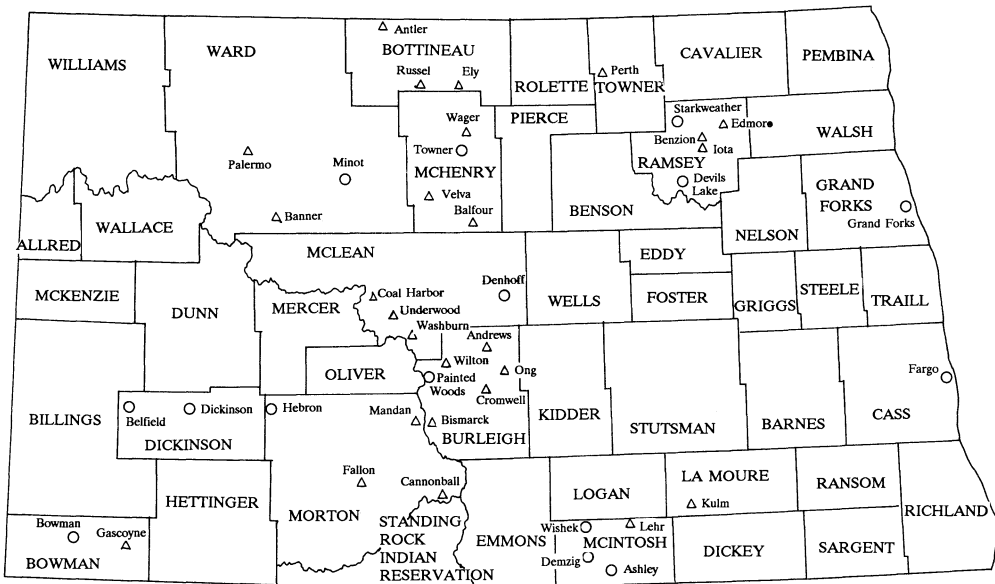 Antler
BOTTINEAU
WARD
WILLIAMS
CAVALIER
PEMBINA
Russel
Ely
ROLETTE
Perth
TOWNER
Wager
PIERCE
Starkweather
Edmore
WALSH
Benzion
Iota
Palermo
Minot
Towner
MCHENRY
RAMSEY
Devils
Lake
Velva
Balfour
Banner
BENSON
GRAND
FORKS
Grand Forks
WALLACE
ALLRED
NELSON
MCLEAN
EDDY
MCKENZIE
DUNN
MERCER
Coal Harbor
Underwood
Washburn
Denhoff
WELLS
FOSTER
GRIGGS
STEELE
TRAILL
Andrews
Wilton
Ong
OLIVER
Painted
Woods
Cromwell
Fargo
BILLINGS
Belfield
Dickinson
Hebron
Mandan
Bismarck
DICKINSON
BURLEIGH
KIDDER
STUTSMAN
BARNES
CASS
Fallon
Cannonball
HETTINGER
MORTON
LOGAN
LA MOURE
Kulm
RANSOM
RICHLAND
Bowman
Gascoyne
BOWMAN
STANDING
ROCK
INDIAN
RESERVATION
EMMONS
Wishek
Lehr
MCINTOSH
Demzig
Ashley
DICKEY
SARGENT